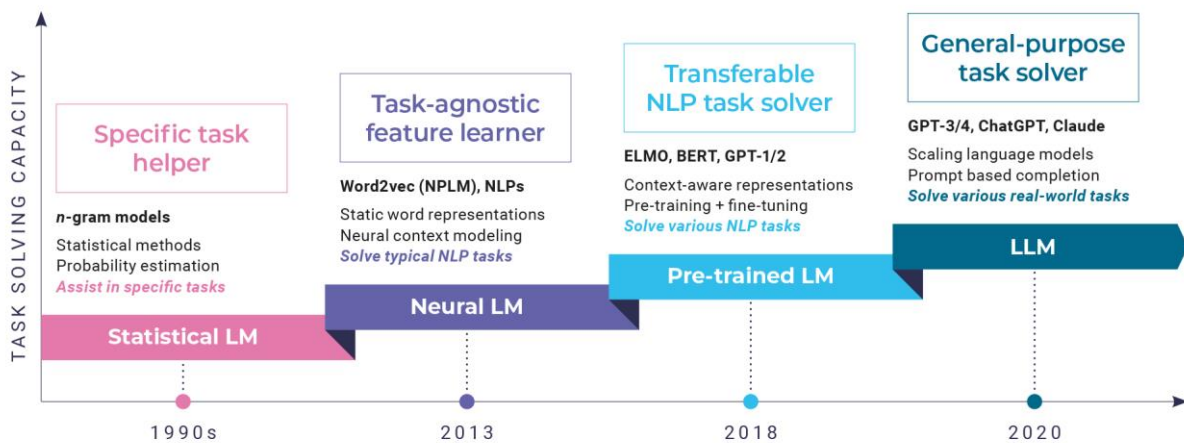 TASK SOLVING CAPACITY
Specific task
helper
n-gram models
Statistical methods
Probability estimation
Assist in specific tasks
Statistical LM
1990s
Task-agnostic
feature learner
Word2vec (NPLM), NLPs
Static word representations
Neural context modeling
Solve typical NLP tasks
Neural LM
2013
Transferable
NLP task solver
ELMO, BERT, GPT-1/2
Context-aware representations
Pre-training + fine-tuning
Solve various NLP tasks
Pre-trained LM
2018
General-purpose
task solver
GPT-3/4, ChatGPT, Claude
Scaling language models
Prompt based completion
Solve various real-world tasks
LLM
2020